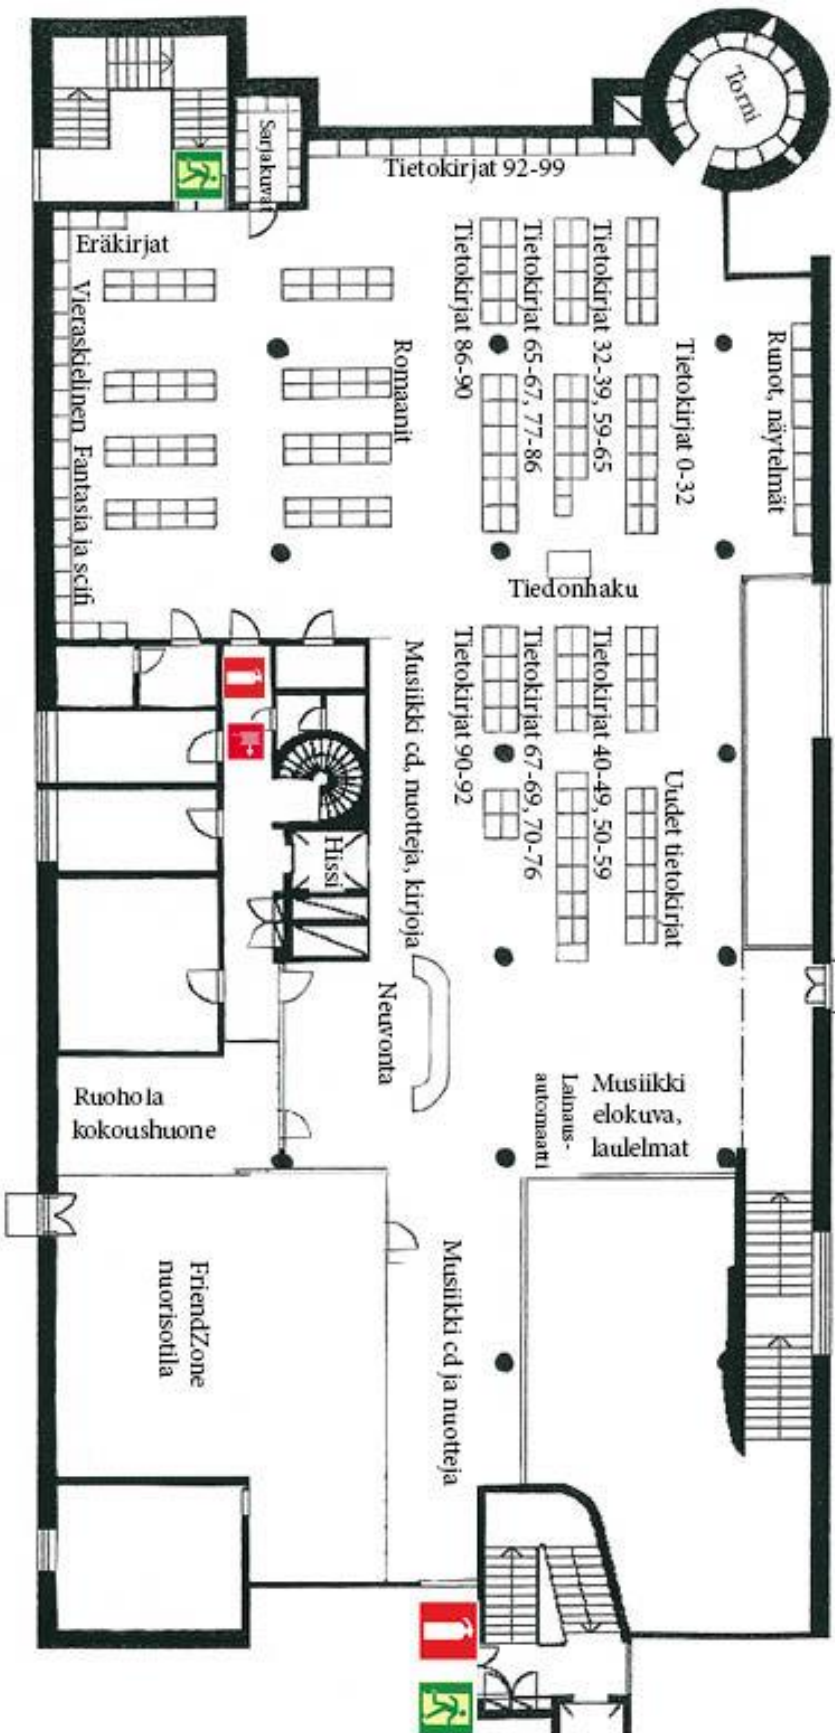 Torni
Sarjakuvat
Tietokirjat 92-99
Eräkirjat
Vieraskielinen Fantasia ja scifi
Romaanit
Tietokirjat 86-90
Tietokirjat 65-67, 77-86
Tietokirjat 32-39, 59-65
Tietokirjat 0-32
Runot, näytelmät
Tiedonhaku
Musiikki cd, nuotteja, kirjoja
Tietokirjat 90-92
Tietokirjat 67-69, 70-76
Tietokirjat 40-49, 50-59
Uudet tietokirjat
Hissi
Neuvonta
Lainaus-
automaatti
Musiikki
elokuva,
laulelmat
Ruohola
kokoushuone
FriendZone
nuorisotila
Musiikki cd ja nuotteja